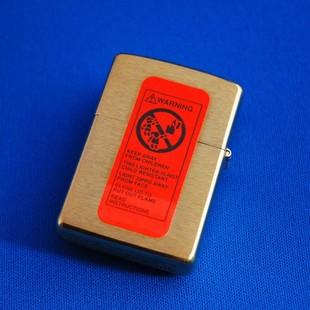 WARNING
KEEP AWAY
FROM CHILDREN
THIS LIGHTER IS NOT
CHILD RESISTANT
LIGHT ZIPPO AWAY
FROM FACE
CLOSE LID TO
PUT OUT FLAME
READ
INSTRUCTIONS